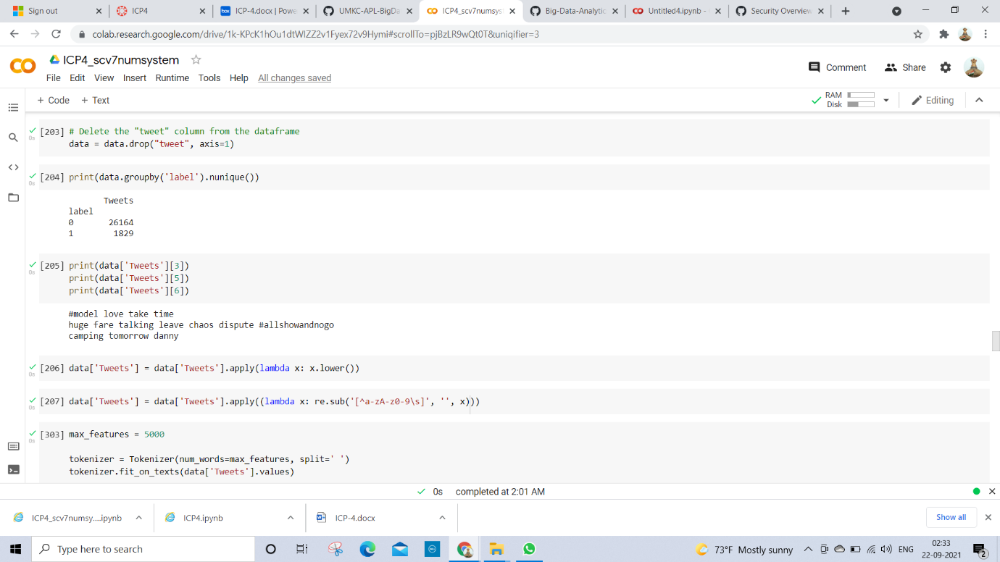 Sign out
ICP4
ICP-4.docx | Powe
UMKC-APL-BigDa
ICP4_scv7numsys
Big-Data-Analytic
Untitled4.ipynb -
Security Overview
colab.research.google.com/drive/1k-KPcK1hOu1dtWIZZ2v1Fyex72v9Hymi#scrollTo=pjBzLR9wQt0T&uniqifier=3
ICP4_scv7numsystem
File Edit View Insert Runtime Tools Help All changes saved
Comment
Share
+ Code + Text
RAM
Disk
Editing
[203] # Delete the "tweet" column from the dataframe
0s
data = data.drop("tweet", axis=1)
[204] print(data.groupby('label').nunique())
0s
Tweets
label
0 26164
1 1829
[205] print(data['Tweets'][3])
0s
print(data['Tweets'][5])
print(data['Tweets'][6])
#model love take time
huge fare talking leave chaos dispute #allshowandnogo
camping tomorrow danny
[206] data['Tweets'] = data['Tweets'].apply(lambda x: x.lower())
0s
[207] data['Tweets'] = data['Tweets'].apply((lambda x: re.sub('[^a-zA-z0-9\s]', '', x)))
0s
[303] max_features = 5000
0s
tokenizer = Tokenizer(num_words=max_features, split=' ')
tokenizer.fit_on_texts(data['Tweets'].values)
0s completed at 2:01 AM
ICP4_scv7numsy....ipynb
ICP4.ipynb
ICP-4.docx
Show all
Type here to search
73°F Mostly sunny
ENG
02:33
22-09-2021
2